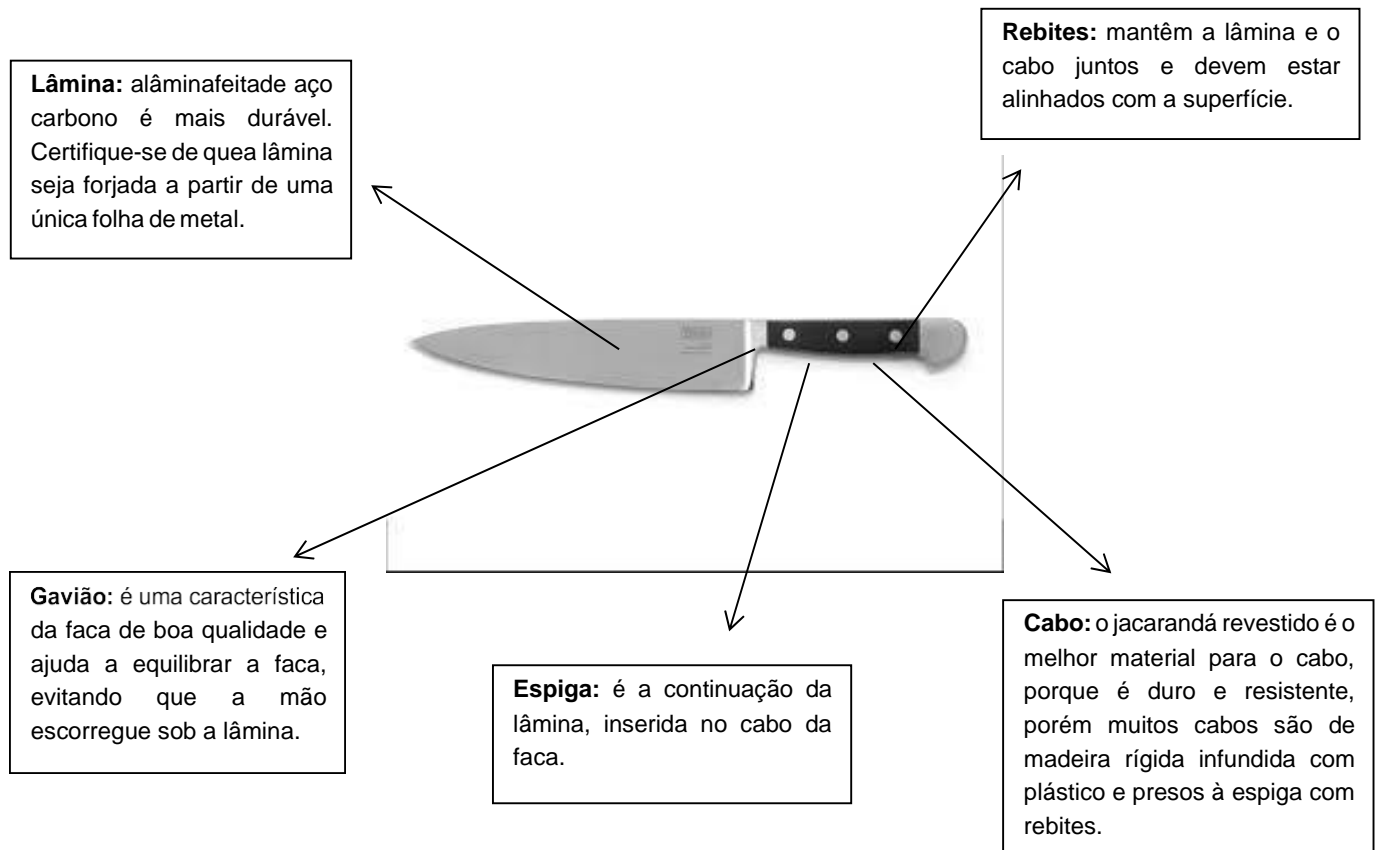 Rebites: mantêm a lâmina e o
cabo juntos e devem estar
alinhados com a superfície.
Lâmina: alâminafeitade aço
carbono é mais durável.
Certifique-se de quea lâmina
seja forjada a partir de uma
única folha de metal.
Gavião: é uma característica
da faca de boa qualidade e
ajuda a equilibrar a faca,
evitando que a mão
escorregue sob a lâmina.
Espiga: é a continuação da
lâmina, inserida no cabo da
faca.
Cabo: o jacarandá revestido é o
melhor material para o cabo,
porque é duro e resistente,
porém muitos cabos são de
madeira rígida infundida com
plástico e presos à espiga com
rebites.